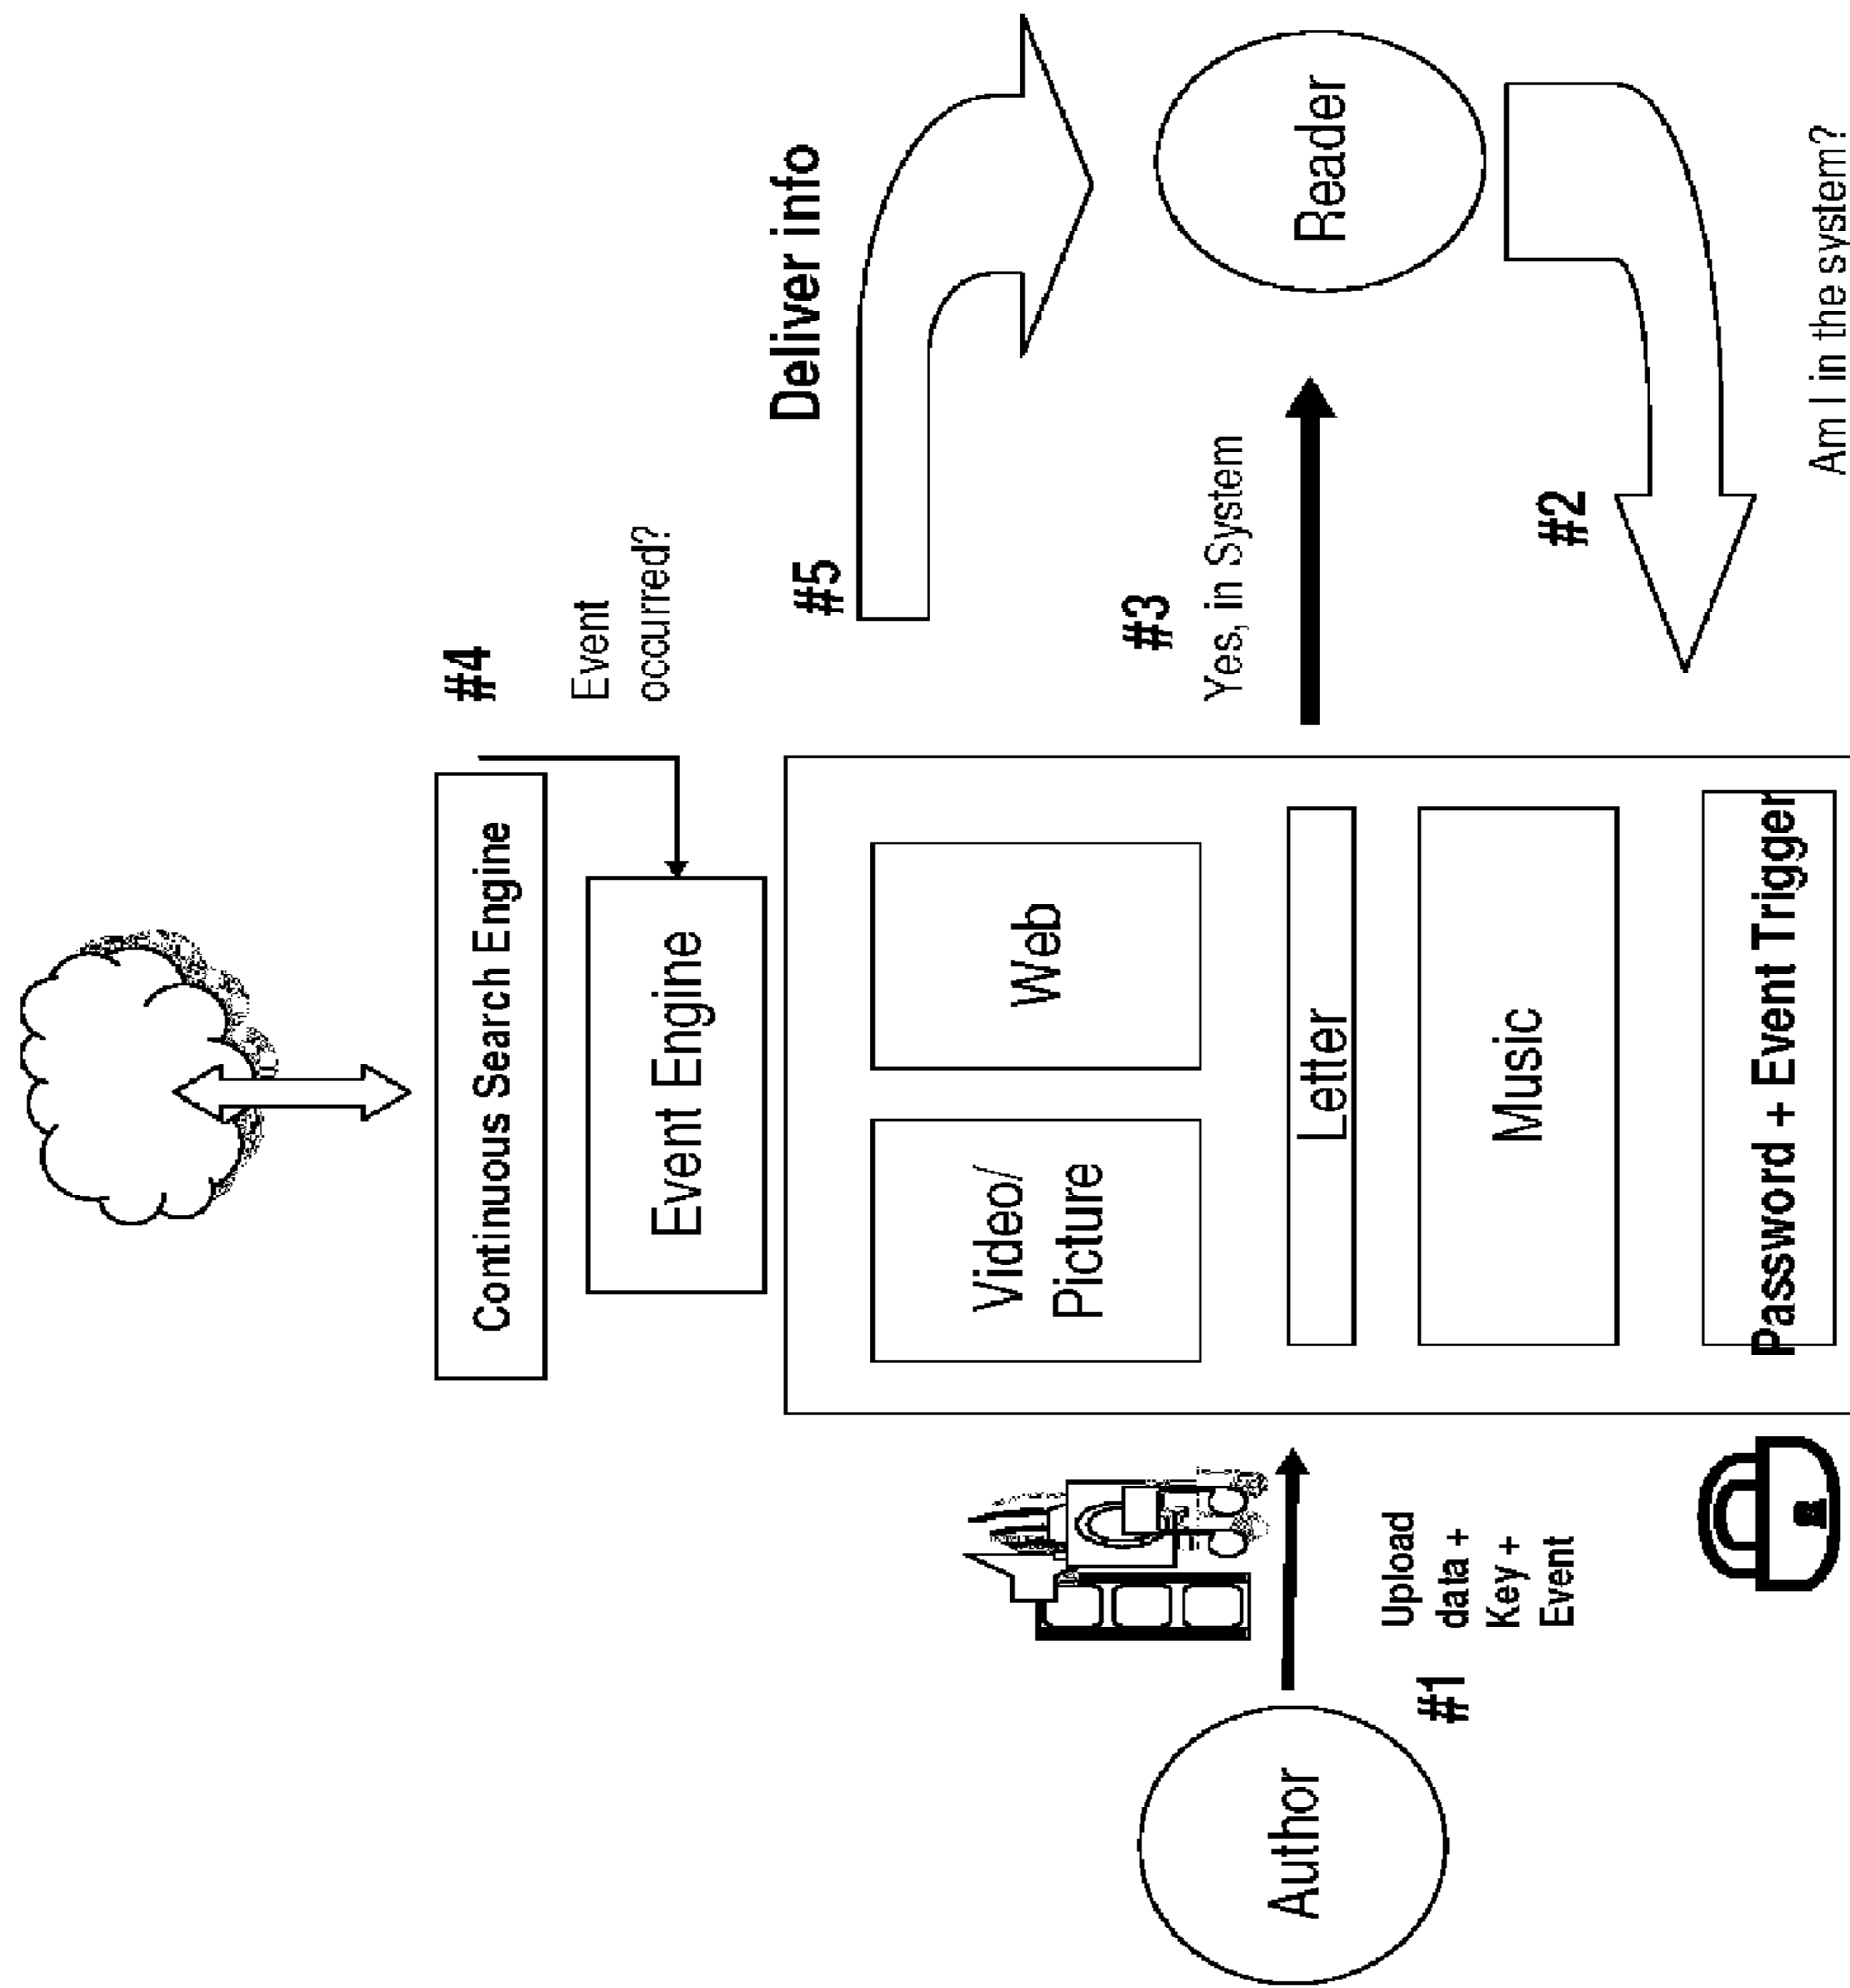 Continuous Search Engine
#4
Event
occurred?
Event Engine
#5
Deliver info
Video/
Picture
Web
#3
Yes, in System
Letter
Reader
Author
Upload
data +
Key +
Event
#1
Music
#2
Password + Event Trigger
Am I in the system?